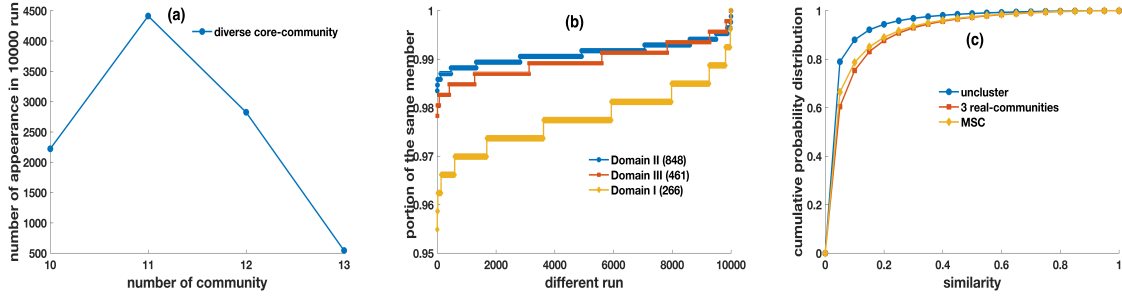 (a)
diverse core-community
number of appearance in 10000 run
4500
4000
3500
3000
2500
2000
1500
1000
500
10
11
12
13
number of community
(b)
portion of the same member
1
0.99
0.98
0.97
0.96
0.95
Domain II (848)
Domain III (461)
Domain I (266)
0
2000
4000
6000
8000
10000
different run
(c)
cumulative probability distribution
1
0.8
0.6
0.4
0.2
0
uncluster
3 real-communities
MSC
0
0.2
0.4
0.6
0.8
1
similarity